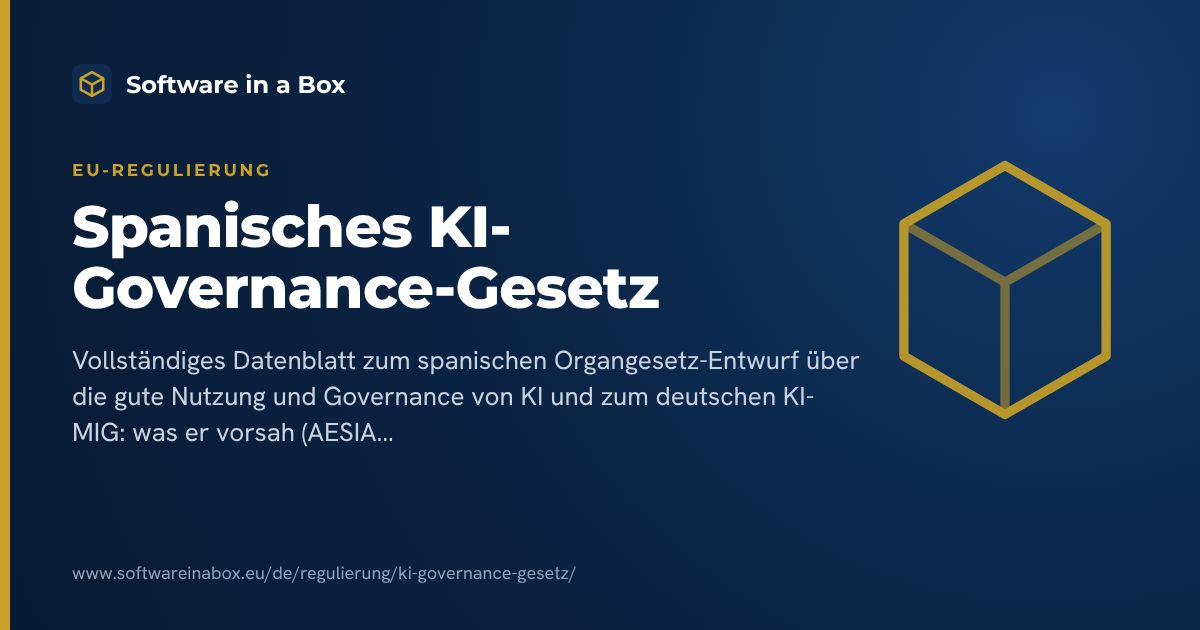 Software in a Box
EU-REGULIERUNG
Spanisches KI-
Governance-Gesetz
Vollständiges Datenblatt zum spanischen Organgesetz-Entwurf über
die gute Nutzung und Governance von KI und zum deutschen KI-
MIG: was er vorsah (AESIA...
www.softwareinabox.eu/de/regulierung/ki-governance-gesetz/